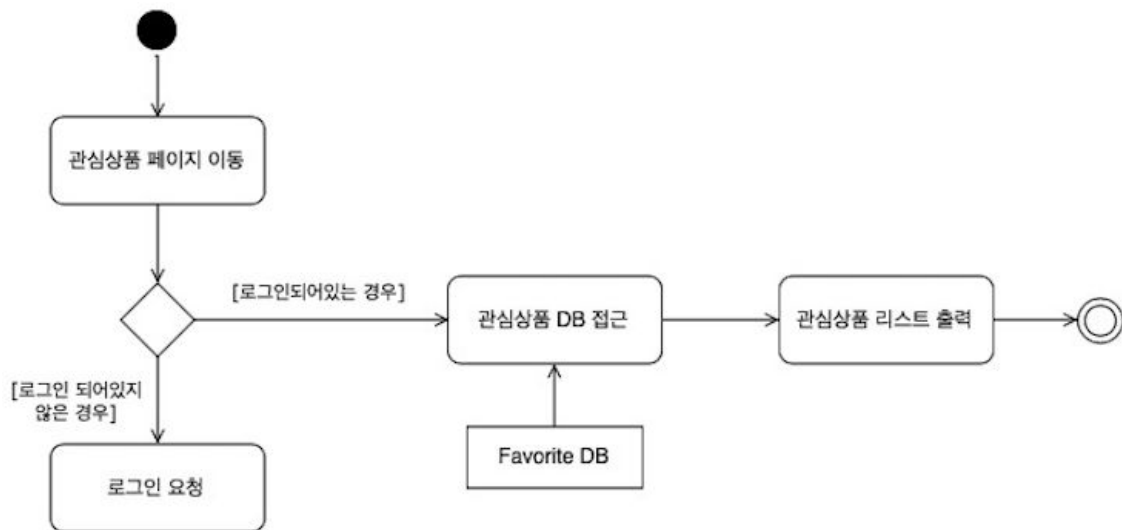 관심상품 페이지 이동
[로그인되어있는 경우]
관심상품 DB 접근
관심상품 리스트 출력
[로그인 되어있지
않은 경우]
Favorite DB
로그인 요청